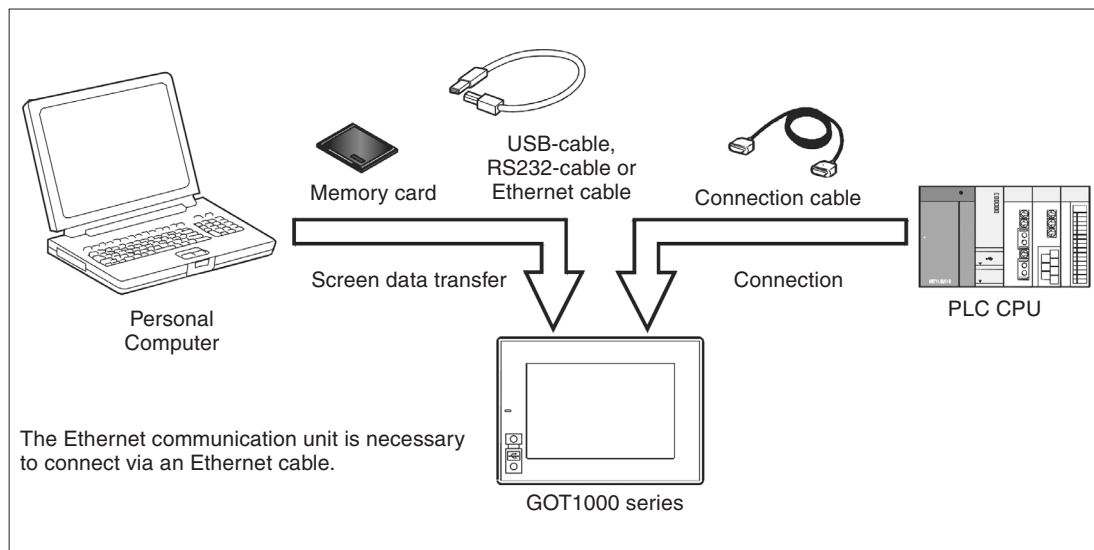 USB-cable,
RS232-cable or
Ethernet cable
Memory card
Connection cable
Screen data transfer
Connection
Personal
Computer
PLC CPU
The Ethernet communication unit is necessary
to connect via an Ethernet cable.
GOT1000 series